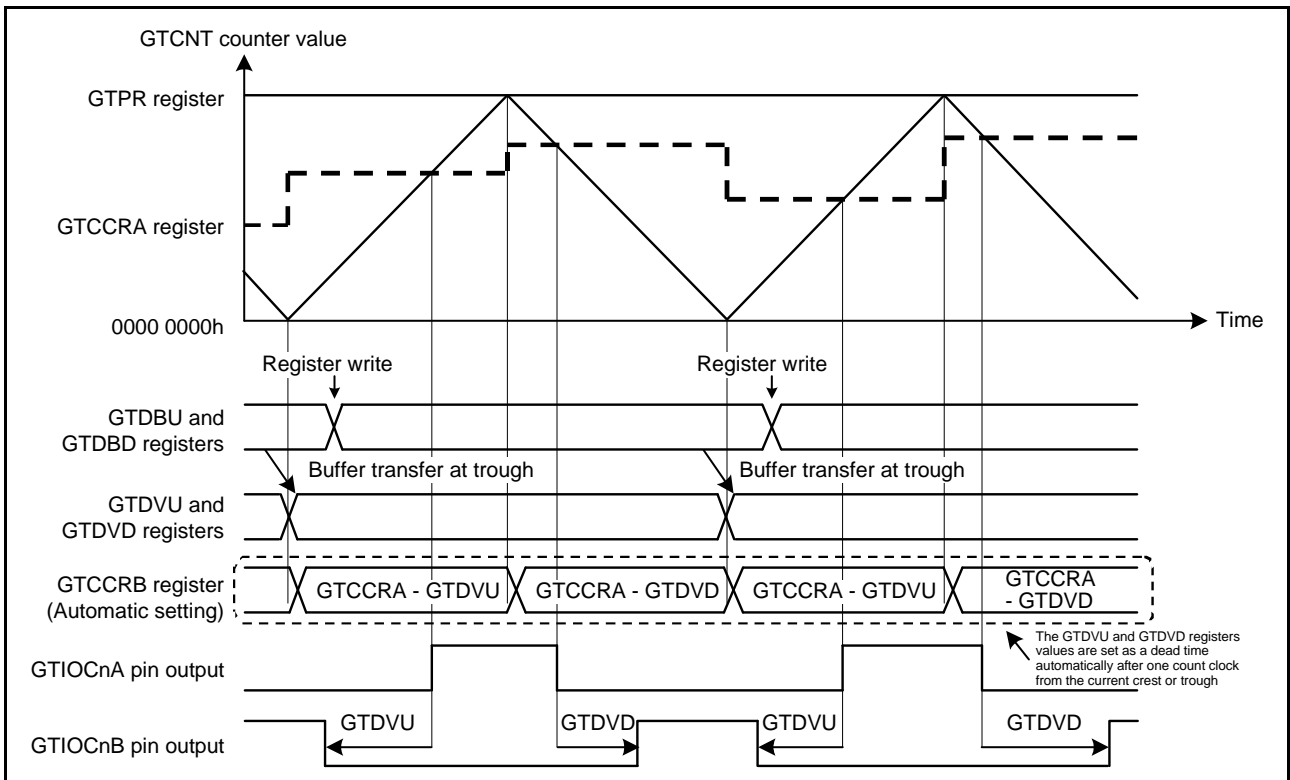 GTCNT counter value
GTPR register
GTCCRA register
0000 0000h
Time
Register write
Register write
GTDBU and
GTDBD registers
Buffer transfer at trough
Buffer transfer at trough
GTDVU and
GTDVD registers
GTCCRB register
(Automatic setting)
GTCCRA - GTDVU
GTCCRA - GTDVD
GTCCRA - GTDVU
GTCCRA
- GTDVD
The GTDVU and GTDVD registers
values are set as a dead time
automatically after one count clock
from the current crest or trough
GTIOCnA pin output
GTDVU
GTDVD
GTDVU
GTDVD
GTIOCnB pin output